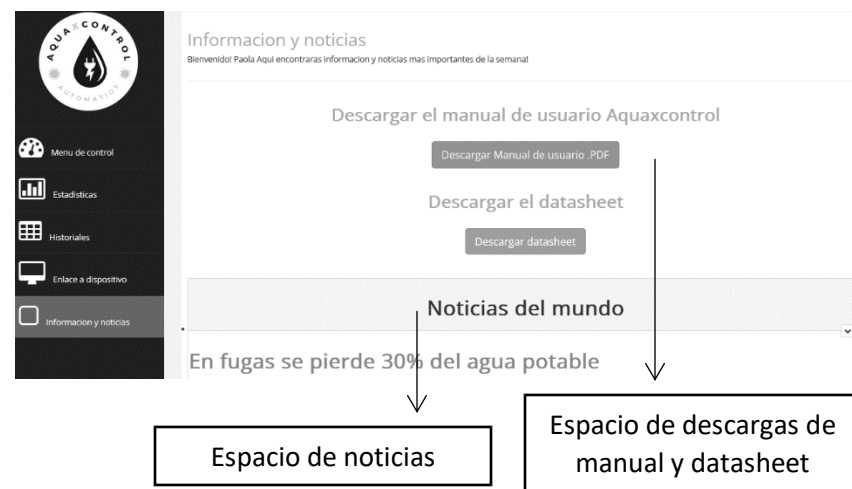 AQUAXCONTROL
AUTOMATIOT
Menu de control
Estadisticas
Historiales
Enlace a dispositivo
Informacion y noticias
Informacion y noticias
Bienvenido! Paola Aqui encontraras informacion y noticias mas importantes de la semana!
Descargar el manual de usuario Aquaxcontrol
Descargar Manual de usuario .PDF
Descargar el datasheet
Descargar datasheet
Noticias del mundo
En fugas se pierde 30% del agua potable
Espacio de noticias
Espacio de descargas de
manual y datasheet